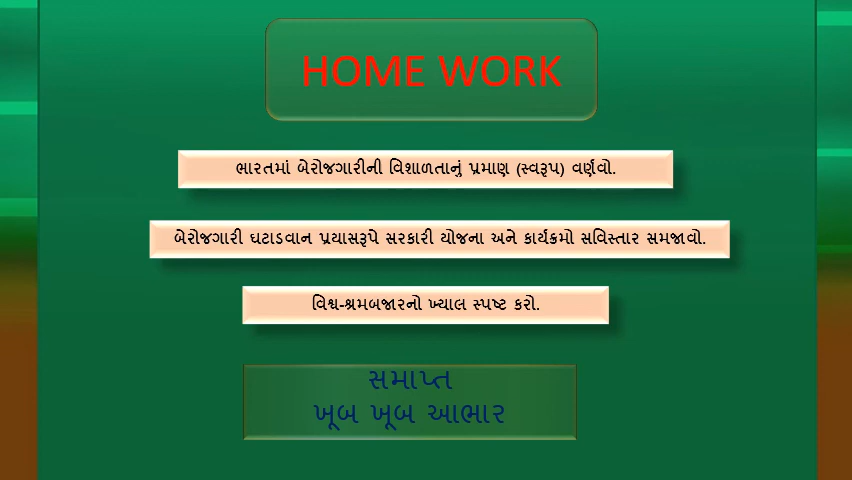 HOME WORK
ભારતમાં બેરોજગારીની વિશાળતાનું પ્રમાણ (સ્વરૂપ) વર્ણવો.
બેરોજગારી ઘટાડવાન પ્રયાસરૂપે સરકારી યોજના અને કાર્યક્રમો સવિસ્તાર સમજાવો.
વિશ્વ-શ્રમબજારનો ખ્યાલ સ્પષ્ટ કરો.
સમાપ્ત
ખૂબ ખૂબ આભાર